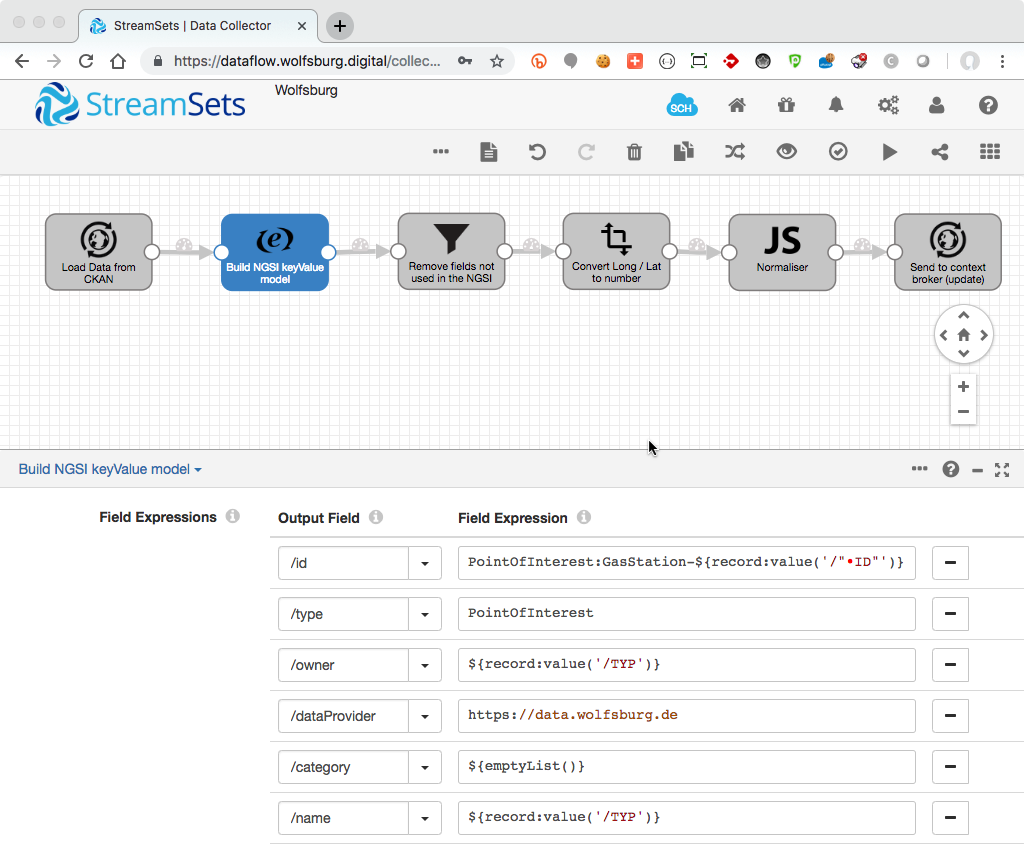 StreamSets | Data Collector
https://dataflow.wolfsburg.digital/collec...
StreamSets
Wolfsburg
SCH
Load Data from
CKAN
Build NGSI keyValue
model
Remove fields not
used in the NGSI
Convert Long / Lat
to number
JS
Normaliser
Send to context
broker (update)
Build NGSI keyValue model
Field Expressions
Output Field
Field Expression
/id
PointOfInterest:GasStation-${record:value('/"•ID"')}
/type
PointOfInterest
/owner
${record:value('/TYP')}
/dataProvider
https://data.wolfsburg.de
/category
${emptyList()}
/name
${record:value('/TYP')}